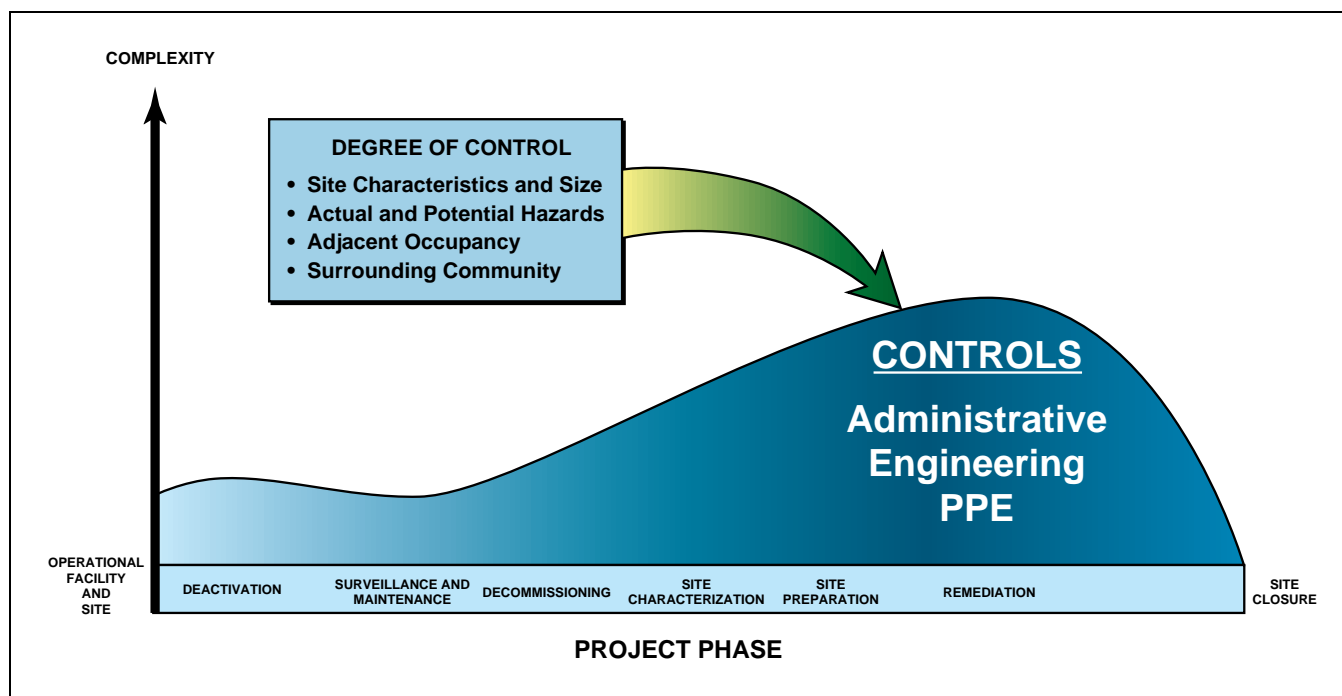 COMPLEXITY
DEGREE OF CONTROL
• Site Characteristics and Size
• Actual and Potential Hazards
• Adjacent Occupancy
• Surrounding Community
CONTROLS
Administrative
Engineering
PPE
OPERATIONAL
FACILITY
AND
SITE
DEACTIVATION
SURVEILLANCE AND
MAINTENANCE
DECOMMISSIONING
SITE
CHARACTERIZATION
SITE
PREPARATION
REMEDIATION
SITE
CLOSURE
PROJECT PHASE